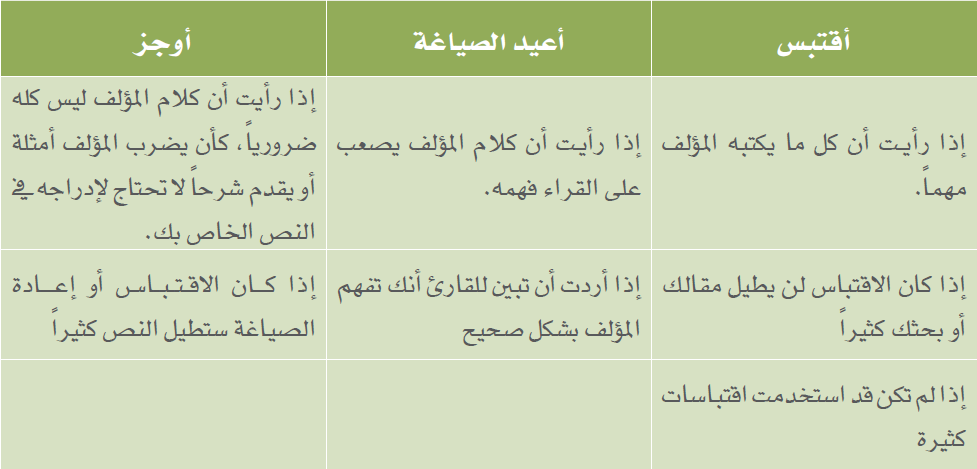 أقتبس
أعيد الصياغة
أوجز
إذا رأيت أن كل ما يكتبه المؤلف
مهماً.
إذا رأيت أن كلام المؤلف يصعب
على القراء فهمه.
إذا رأيت أن كلام المؤلف ليس كله
ضرورياً، كأن يضرب المؤلف أمثلة
أو يقدم شرحاً لا تحتاج لإدراجه في
النص الخاص بك.
إذا كان الاقتباس لن يطيل مقالك
أو بحثك كثيراً
إذا أردت أن تبين للقارئ أنك تفهم
المؤلف بشكل صحيح
إذا كان الاقتباس أو إعادة
الصياغة ستطيل النص كثيراً
إذا لم تكن قد استخدمت اقتباسات
كثيرة